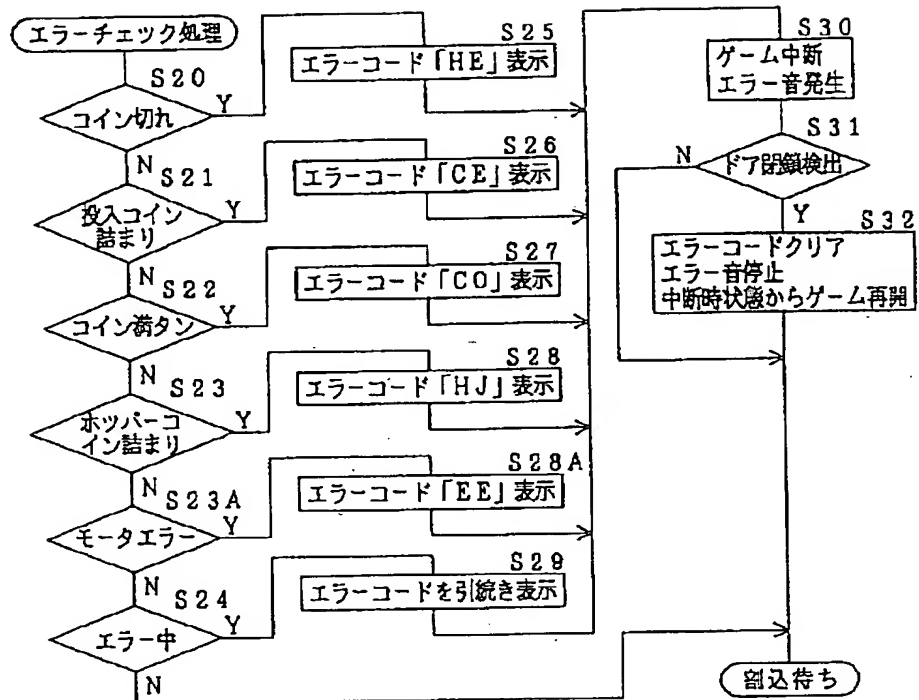 エラーチェック処理
S20
コイン切れ
Y
N
S21
投入コイン
詰まり
Y
N
S22
コイン満タン
Y
N
S23
ホッパーコ
イン詰まり
Y
N
S23A
モータエラー
Y
N
S24
エラー中
Y
N
S25
エラーコード「HE」表示
S26
エラーコード「CE」表示
S27
エラーコード「CO」表示
S28
エラーコード「HJ」表示
S28A
エラーコード「EE」表示
S29
エラーコードを引続き表示
S30
ゲーム中断
エラー音発生
S31
ドア閉鎖検出
N
Y
S32
エラーコードクリア
エラー音停止
中断時状態からゲーム再開
割込待ち